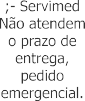 ;- Servimed
Não atendem
o prazo de
entrega,
pedido
emergencial.